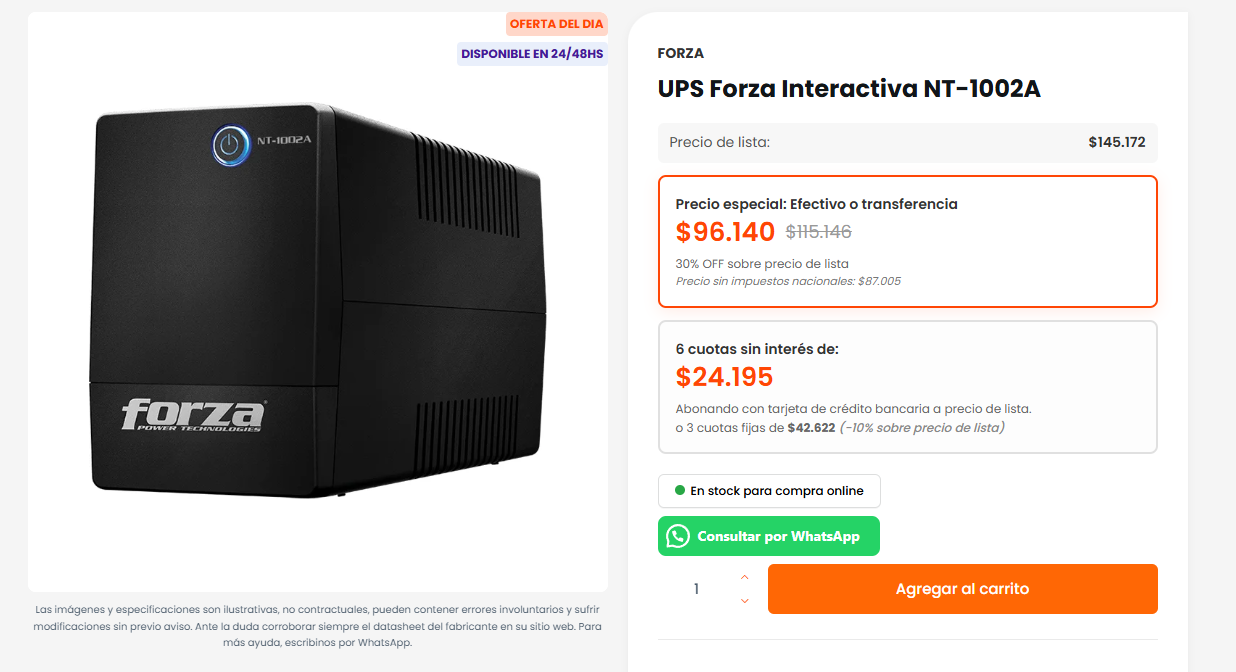 OFERTA DEL DIA
DISPONIBLE EN 24/48HS
NT-1002A
forza
POWER TECHNOLOGIES
Las imágenes y especificaciones son ilustrativas, no contractuales, pueden contener errores involuntarios y sufrir
modificaciones sin previo aviso. Ante la duda corroborar siempre el datasheet del fabricante en su sitio web. Para
más ayuda, escribinos por WhatsApp.
FORZA
UPS Forza Interactiva NT-1002A
Precio de lista: $145.172
Precio especial: Efectivo o transferencia
$96.140 $115.146
30% OFF sobre precio de lista
Precio sin impuestos nacionales: $87.005
6 cuotas sin interés de:
$24.195
Abonando con tarjeta de crédito bancaria a precio de lista.
o 3 cuotas fijas de $42.622 (-10% sobre precio de lista)
En stock para compra online
Consultar por WhatsApp
1
Agregar al carrito